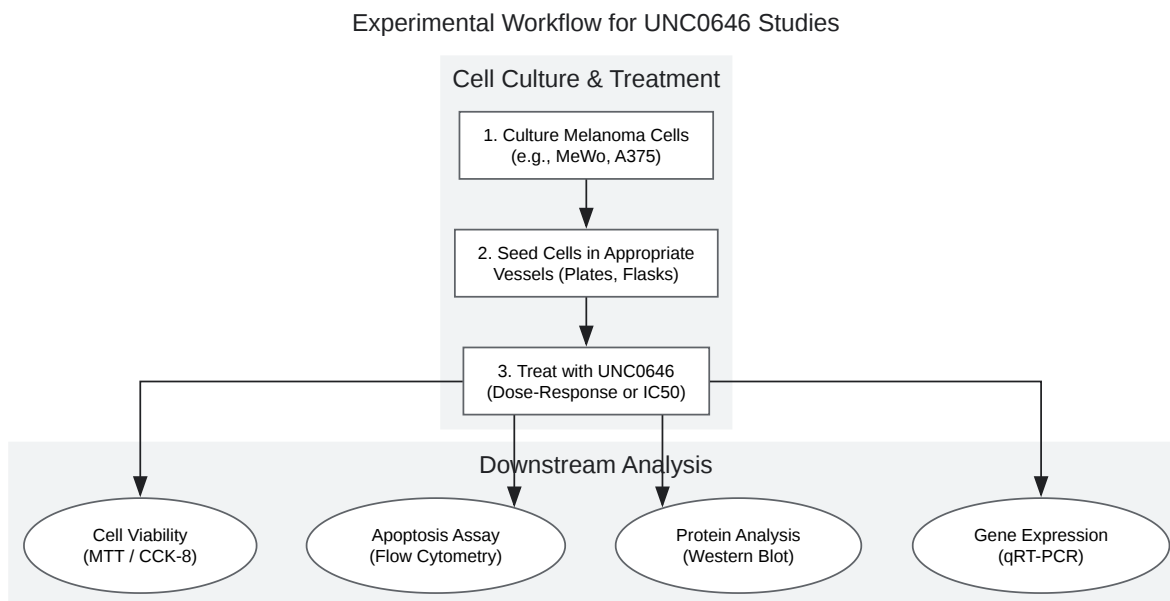 Experimental Workflow for UNC0646 Studies
Cell Culture & Treatment
1. Culture Melanoma Cells
(e.g., MeWo, A375)
2. Seed Cells in Appropriate
Vessels (Plates, Flasks)
3. Treat with UNC0646
(Dose-Response or IC50)
Downstream Analysis
Cell Viability
(MTT / CCK-8)
Apoptosis Assay
(Flow Cytometry)
Protein Analysis
(Western Blot)
Gene Expression
(qRT-PCR)